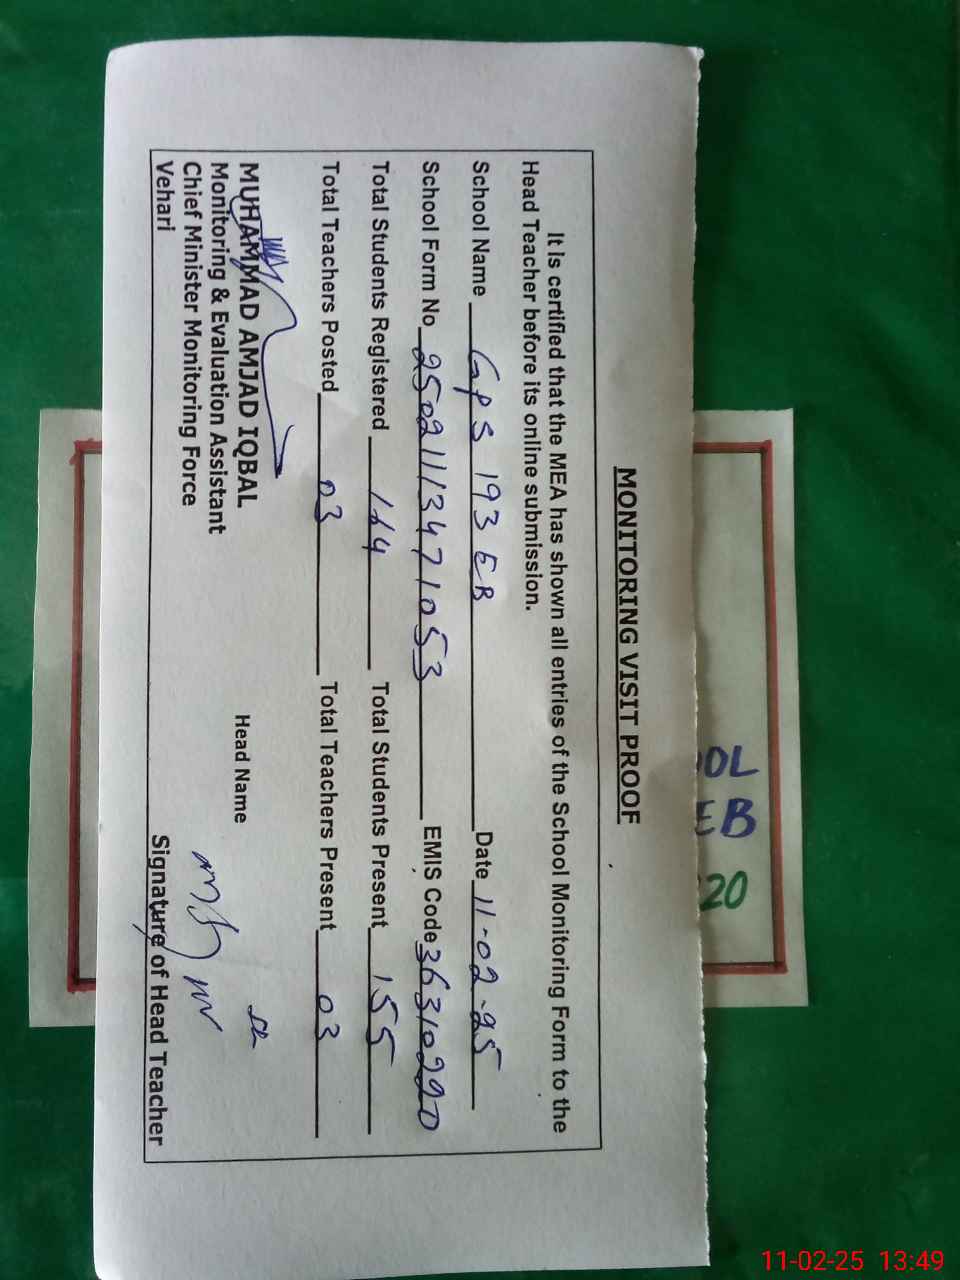 MONITORING VISIT PROOF
It Is certified that the MEA has shown all entries of the School Monitoring Form to the
Head Teacher before its online submission.
School Name GPS 193 EB Date 11-02-25
School Form No 2502113471053 EMIS Code 36310220
Total Students Registered 164 Total Students Present 155
Total Teachers Posted 03 Total Teachers Present 03
MUHAMMAD AMJAD IQBAL
Monitoring & Evaluation Assistant
Chief Minister Monitoring Force
Vehari
Head Name
Signature of Head Teacher
OL
EB
20
11-02-25 13:49